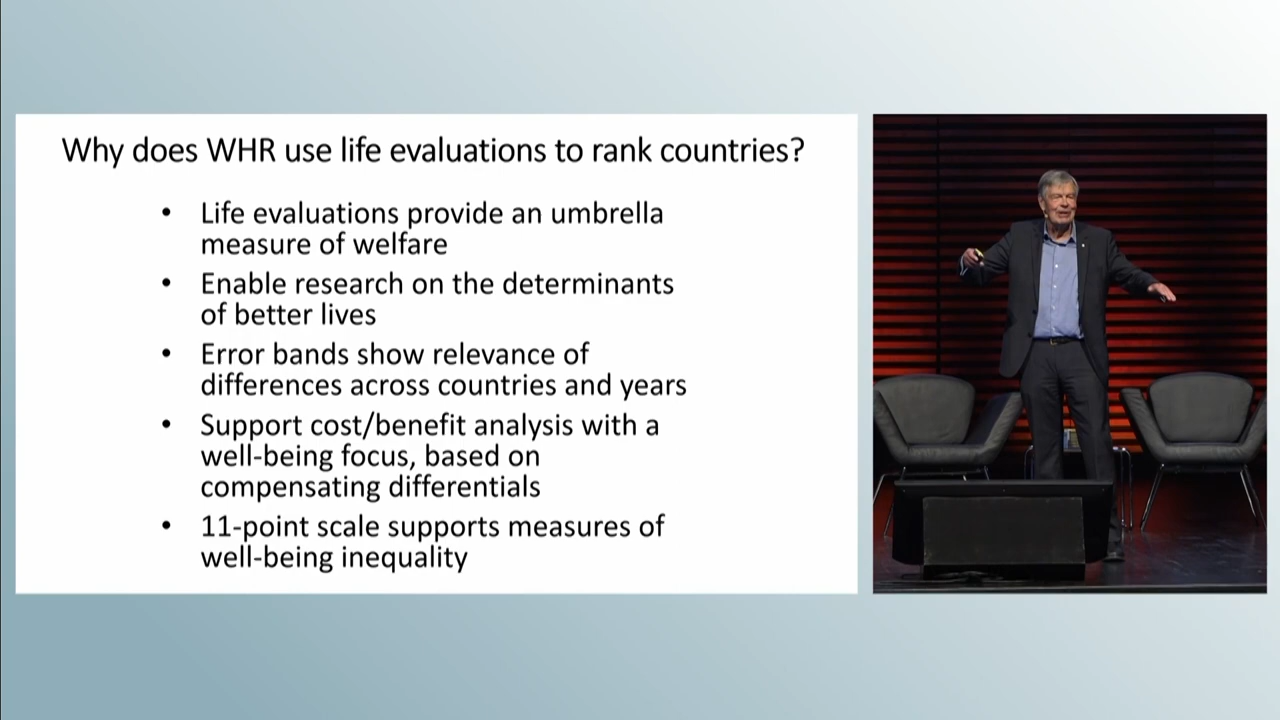 Why does WHR use life evaluations to rank countries?
• Life evaluations provide an umbrella
measure of welfare
• Enable research on the determinants
of better lives
• Error bands show relevance of
differences across countries and years
• Support cost/benefit analysis with a
well-being focus, based on
compensating differentials
• 11-point scale supports measures of
well-being inequality